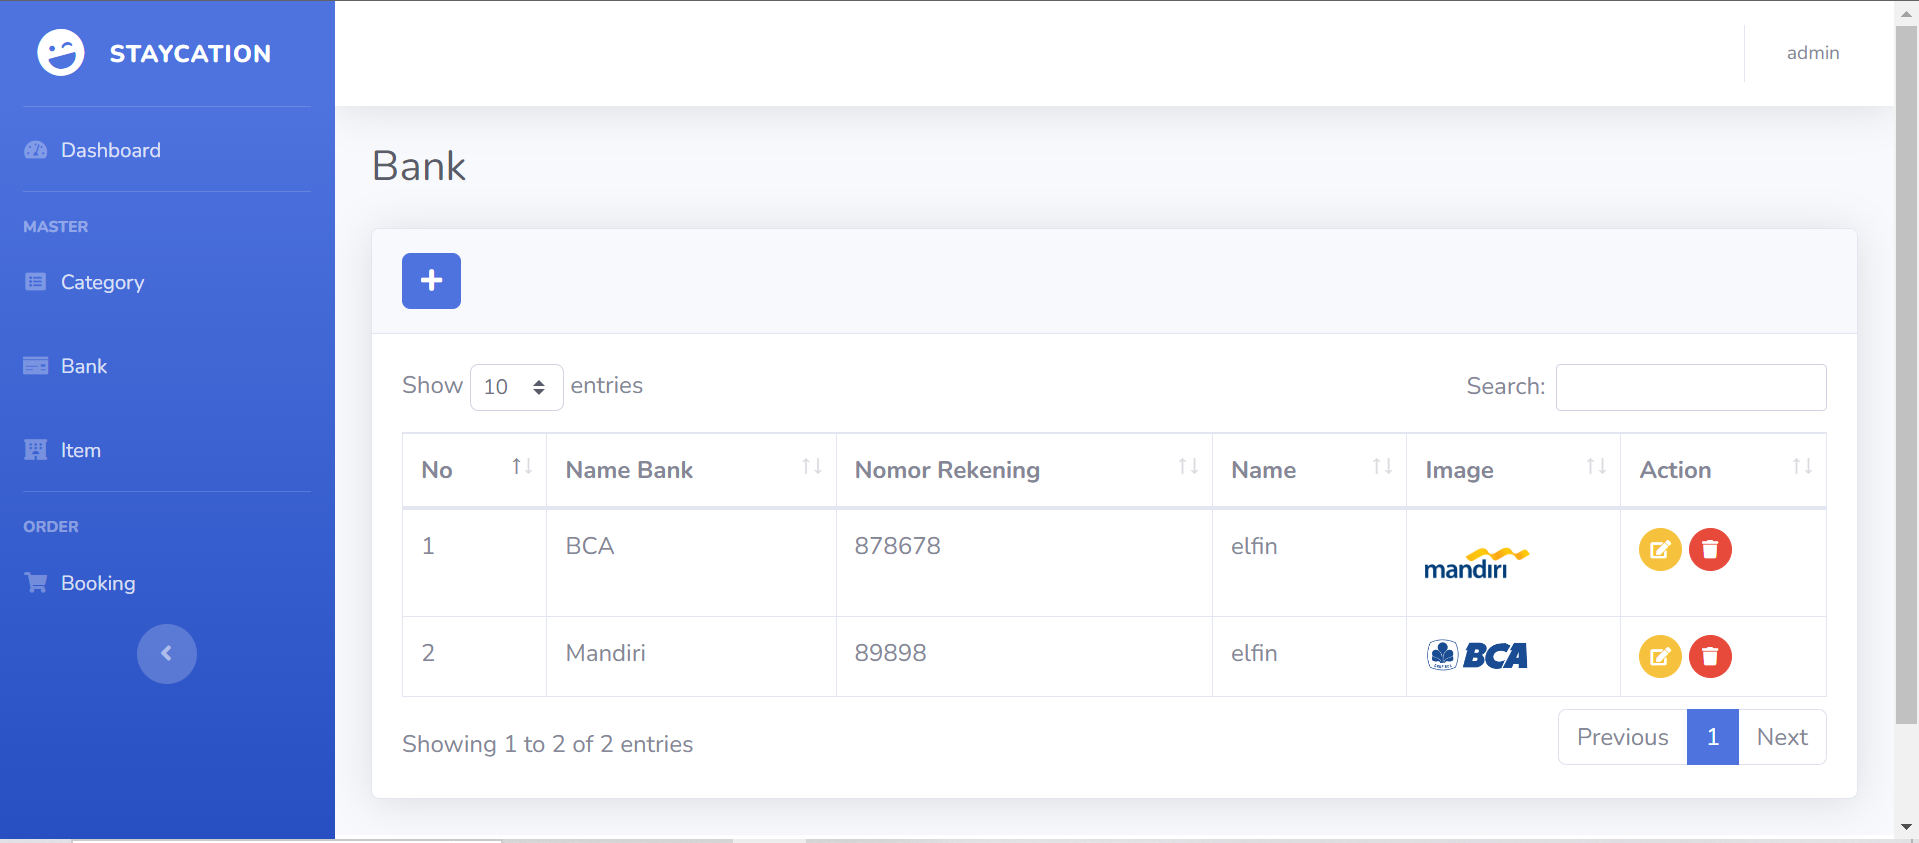 STAYCATION
admin
Dashboard
Bank
MASTER
Category
Bank
Item
ORDER
Booking
Show 10 entries
Search:
No Name Bank Nomor Rekening Name Image Action
1 BCA 878678 elfin mandiri
2 Mandiri 89898 elfin BCA
Showing 1 to 2 of 2 entries
Previous 1 Next